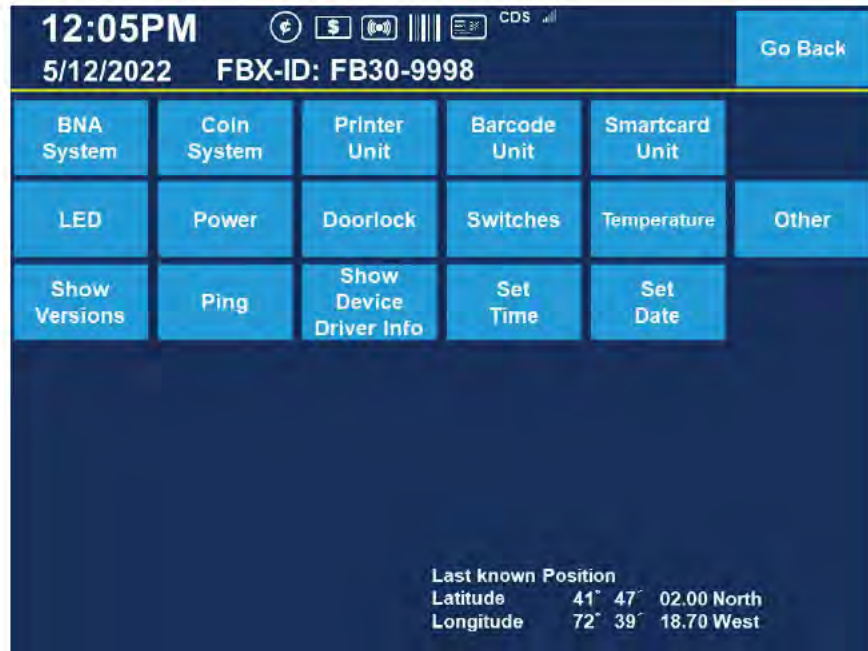 12:05PM
¢ $ CDS
Go Back
5/12/2022 FBX-ID: FB30-9998
BNA
System
Coin
System
Printer
Unit
Barcode
Unit
Smartcard
Unit
LED
Power
Doorlock
Switches
Temperature
Other
Show
Versions
Ping
Show
Device
Driver Info
Set
Time
Set
Date
Last known Position
Latitude 41° 47´ 02.00 North
Longitude 72° 39´ 18.70 West